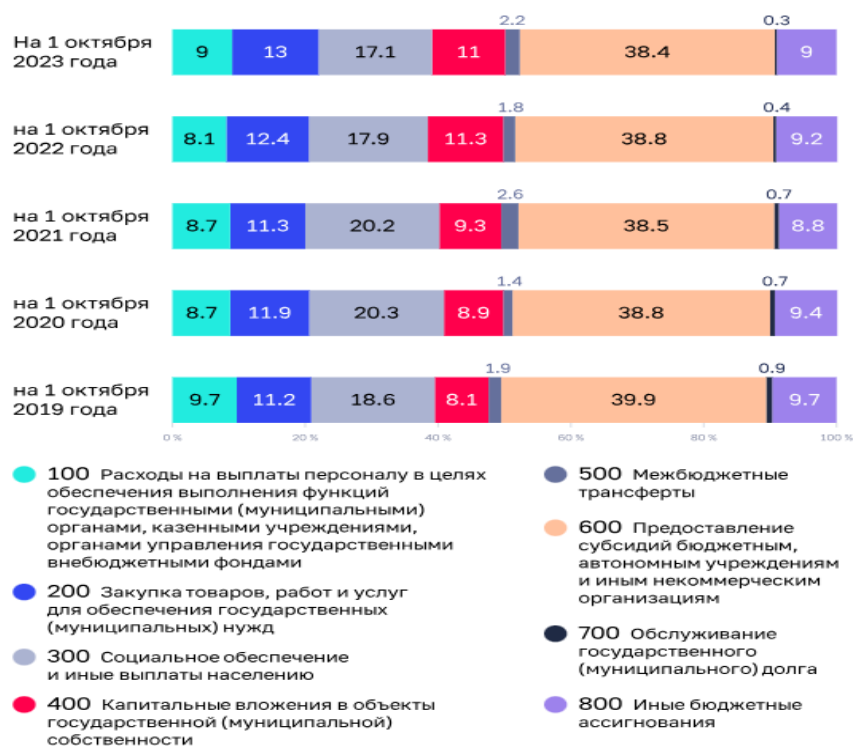 2.2 0.3
На 1 октября
2023 года
9 13 17.1 11 38.4 9
1.8 0.4
на 1 октября
2022 года
8.1 12.4 17.9 11.3 38.8 9.2
2.6 0.7
на 1 октября
2021 года
8.7 11.3 20.2 9.3 38.5 8.8
1.4 0.7
на 1 октября
2020 года
8.7 11.9 20.3 8.9 38.8 9.4
1.9 0.9
на 1 октября
2019 года
9.7 11.2 18.6 8.1 39.9 9.7
0 % 20 % 40 % 60 % 80 % 100 %
100 Расходы на выплаты персоналу в целях
обеспечения выполнения функций
государственными (муниципальными)
органами, казенными учреждениями,
органами управления государственными
внебюджетными фондами
200 Закупка товаров, работ и услуг
для обеспечения государственных
(муниципальных) нужд
300 Социальное обеспечение
и иные выплаты населению
400 Капитальные вложения в объекты
государственной (муниципальной)
собственности
500 Межбюджетные
трансферты
600 Предоставление
субсидий бюджетным,
автономным учреждениям
и иным некоммерческим
организациям
700 Обслуживание
государственного
(муниципального) долга
800 Иные бюджетные
ассигнования